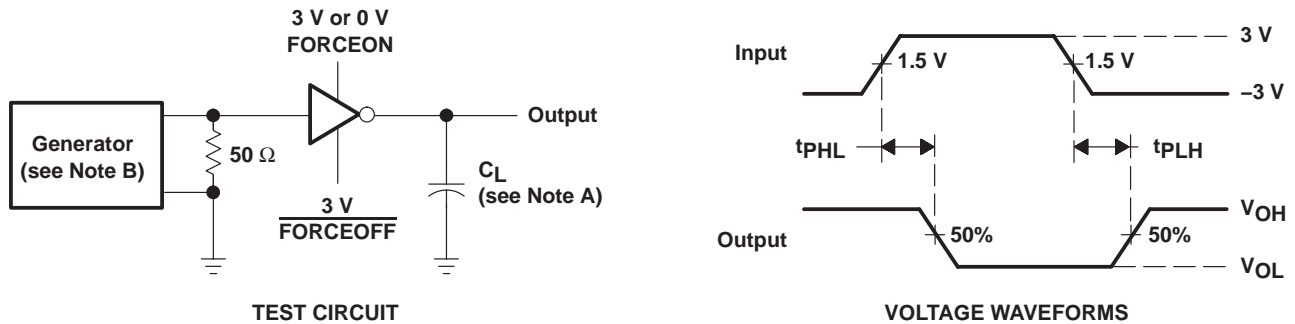 3 V or 0 V
FORCEON
Generator
(see Note B)
50 Ω
Output
CL
(see Note A)
3 V
FORCEOFF
TEST CIRCUIT
Input
1.5 V
1.5 V
3 V
–3 V
tPHL
tPLH
Output
50%
50%
VOH
VOL
VOLTAGE WAVEFORMS